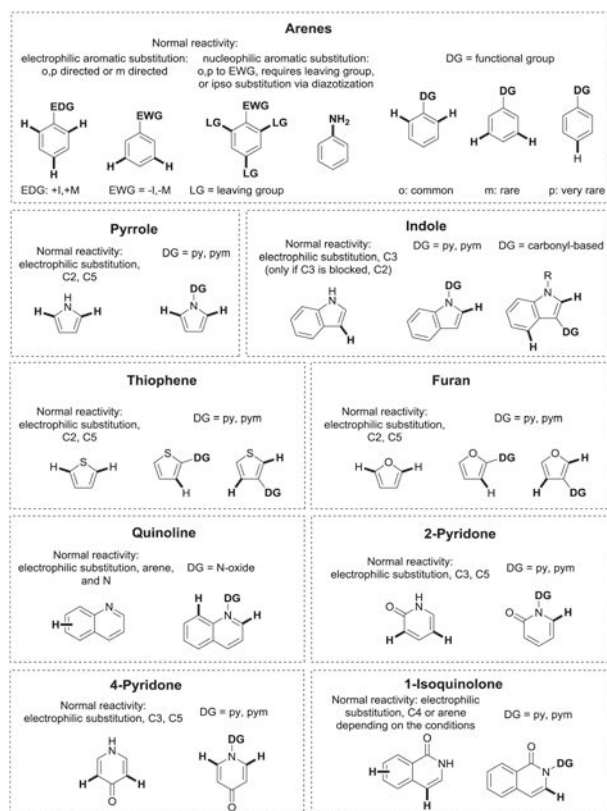 Arenes
Normal reactivity:
electrophilic aromatic substitution:
o,p directed or m directed
nucleophilic aromatic substitution:
o,p to EWG, requires leaving group,
or ipso substitution via diazotization
DG = functional group
EDG
H H
H
EWG
H H
EWG
LG LG
LG
NH2
DG
H H
DG
H H
DG
H
EDG: +I,+M
EWG = -I,-M
LG = leaving group
o: common
m: rare
p: very rare
Pyrrole
Normal reactivity:
electrophilic substitution,
C2, C5
DG = py, pym
H
N
H H
DG
N
H H
Indole
Normal reactivity:
electrophilic substitution, C3
(only if C3 is blocked, C2)
DG = py, pym
DG = carbonyl-based
H
N
H
DG
N
H
R
N
H
DG
H
Thiophene
Normal reactivity:
electrophilic substitution,
C2, C5
DG = py, pym
S
H H
S
DG
H
S
H
H
DG
Furan
Normal reactivity:
electrophilic substitution,
C2, C5
DG = py, pym
O
H H
O
DG
H
O
H
H
DG
Quinoline
Normal reactivity:
electrophilic substitution, arene,
and N
DG = N-oxide
N
H
H DG
N H
2-Pyridone
Normal reactivity:
electrophilic substitution, C3, C5
DG = py, pym
H
O N
H H
DG
O N H
4-Pyridone
Normal reactivity:
electrophilic substitution, C3, C5
DG = py, pym
H
N
H H
O
DG
H N H
O
1-Isoquinolone
Normal reactivity: electrophilic
substitution, C4 or arene
depending on the conditions
DG = py, pym
O
NH
H
H
O
N DG
H